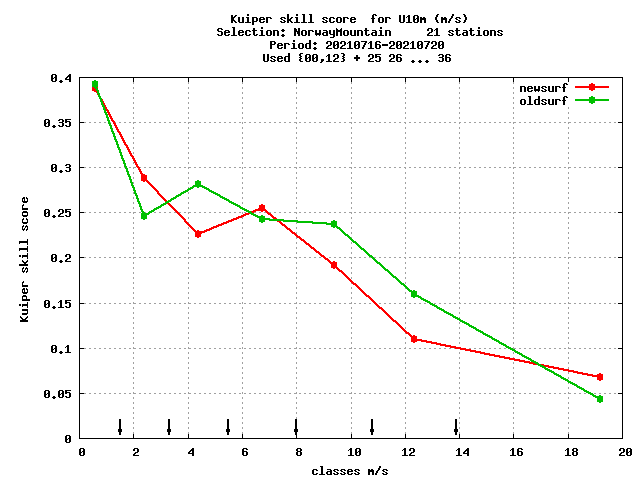 Kuiper skill score  for U10m (m/s)
Selection: NorwayMountain     21 stations
Period: 20210716-20210720
Used {00,12} + 25 26 ... 36
newsurf
oldsurf
0.4
0.35
0.3
0.25
0.2
0.15
0.1
0.05
0
Kuiper skill score
0 2 4 6 8 10 12 14 16 18 20
classes m/s